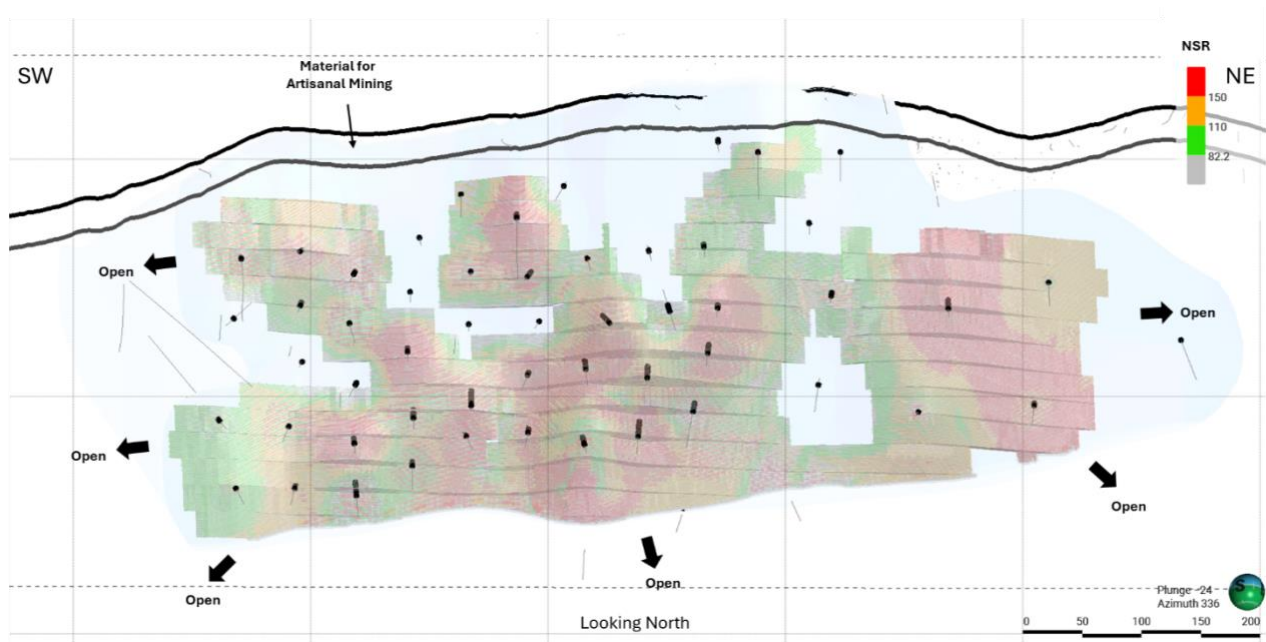 NSR
SW
NE
Material for
Artisanal Mining
150
110
82.2
Open
Open
Open
Open
Open
Open
Plunge -24
Azimuth 336
Looking North
0 50 100 150 200